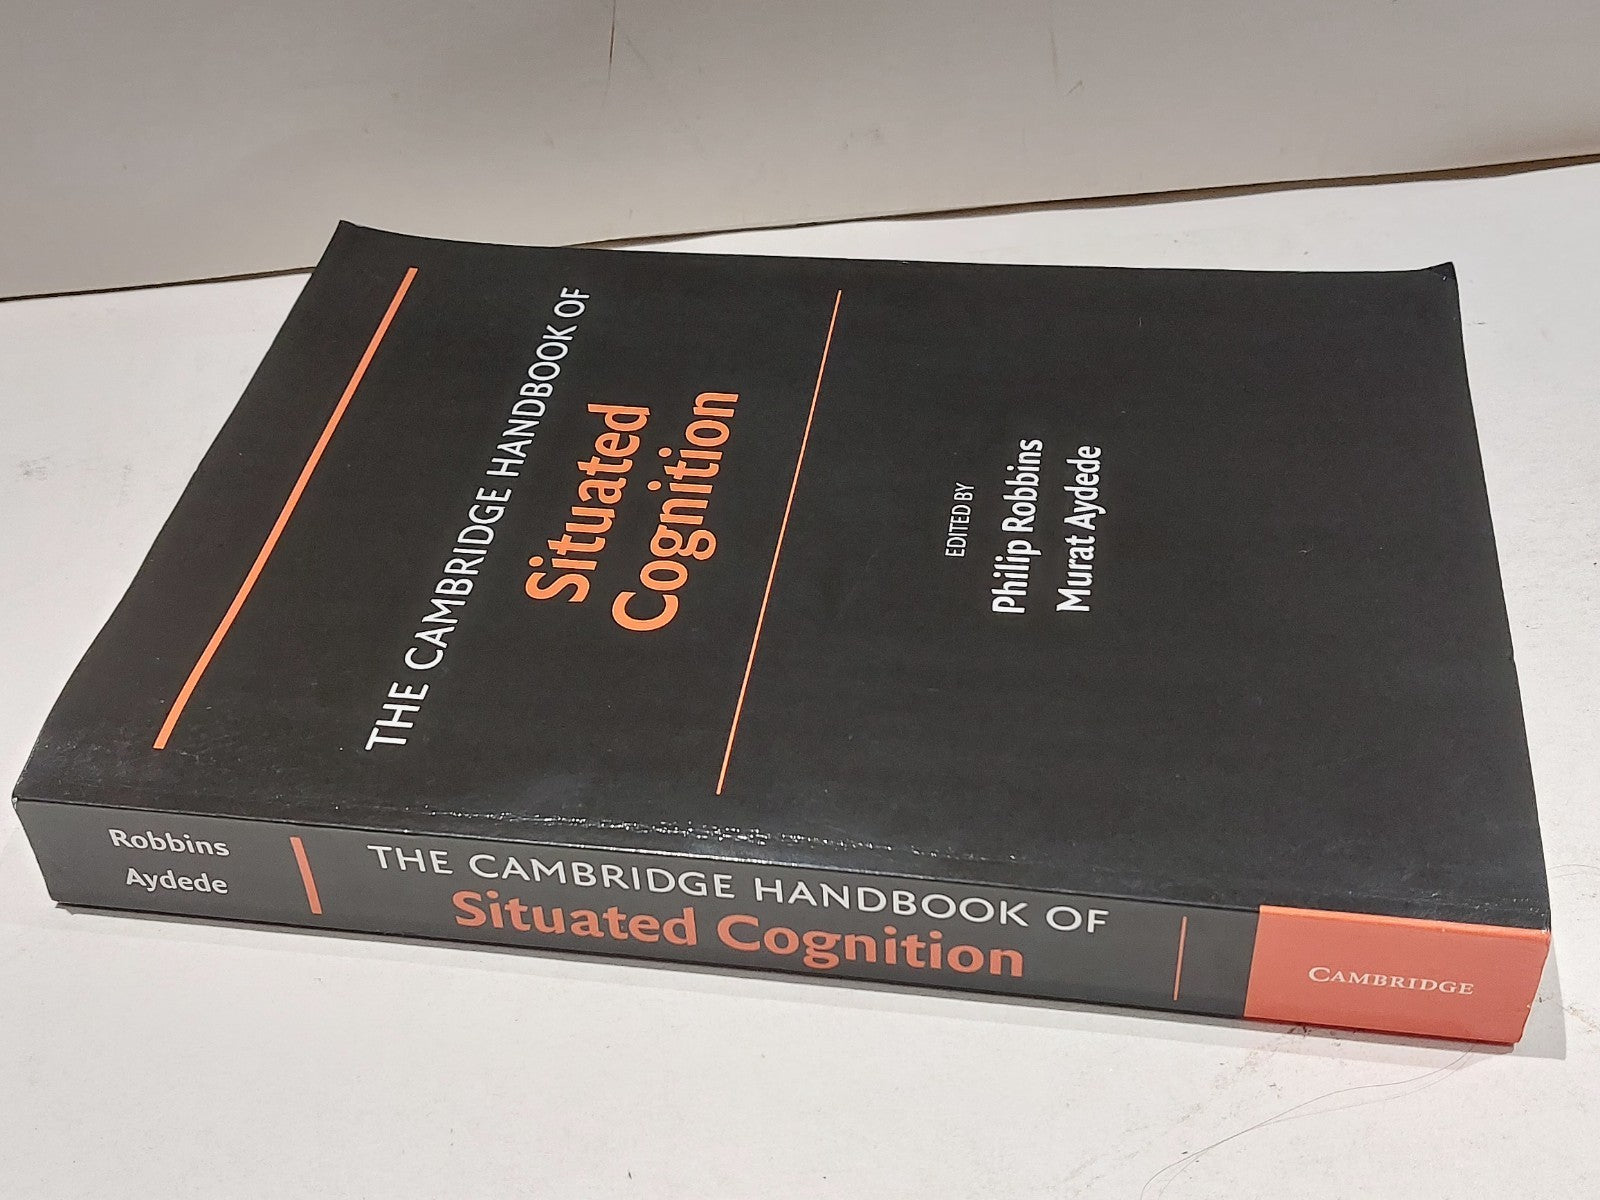 THE CAMBRIDGE HANDBOOK OF
Situated
Cognition
EDITED BY
Philip Robbins
Murat Aydede
Robbins
Aydede
THE CAMBRIDGE HANDBOOK OF
Situated Cognition
CAMBRIDGE